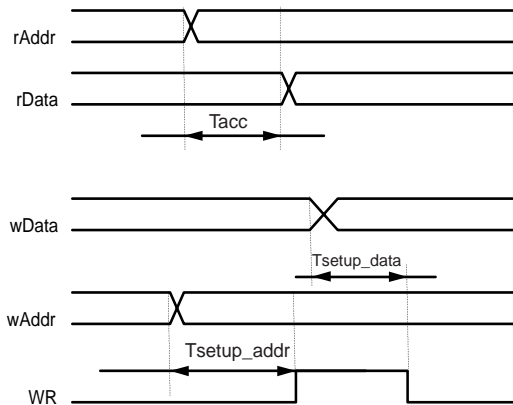 rAddr
rData
Tacc
wData
Tsetup_data
wAddr
Tsetup_addr
WR